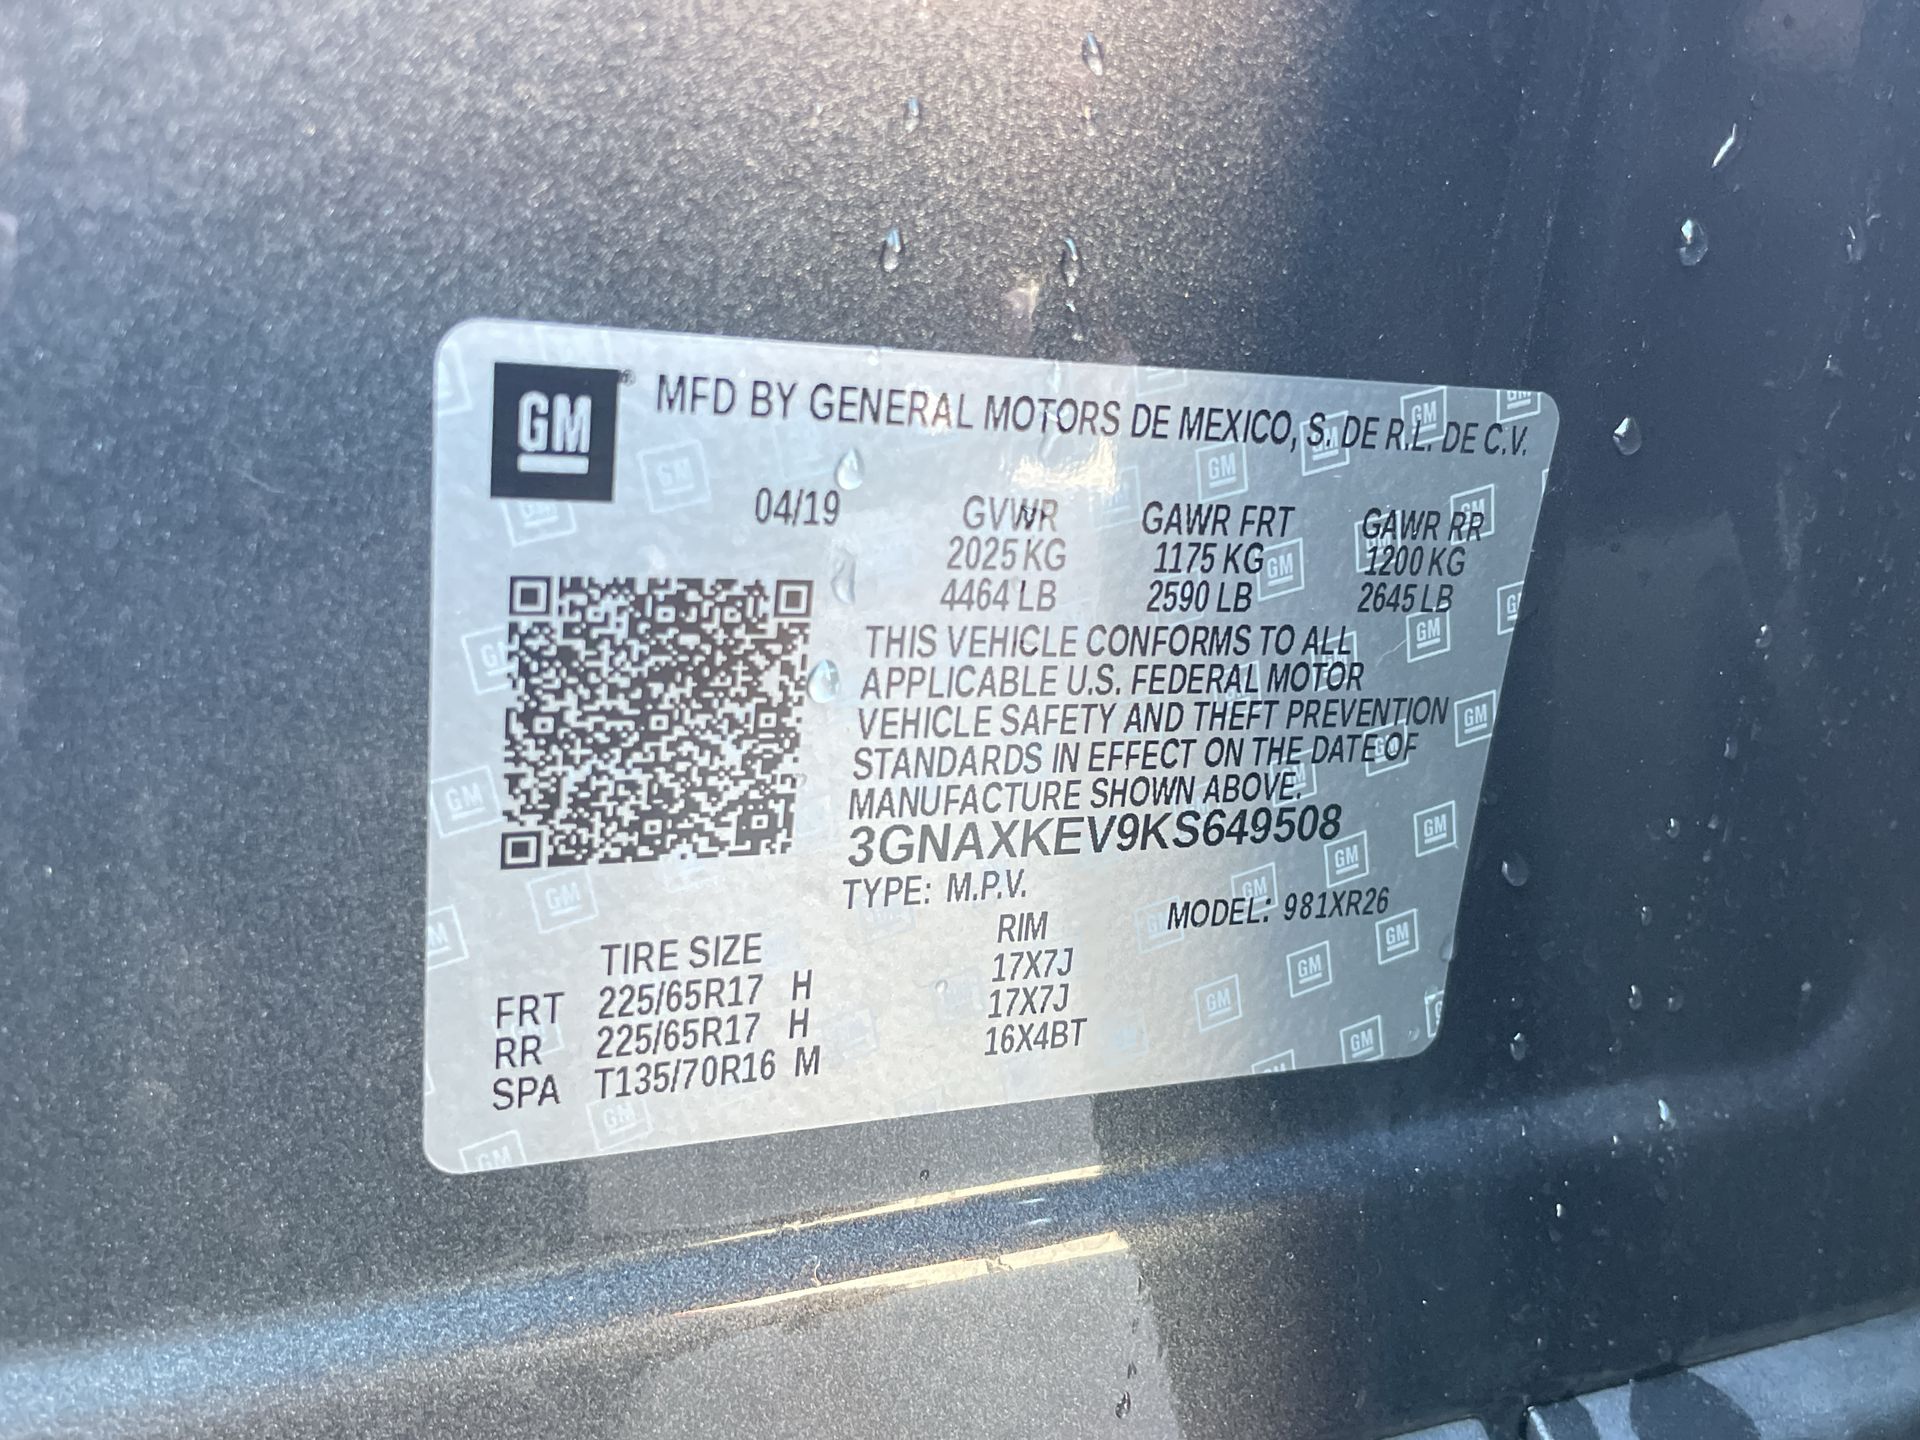 GM
MFD BY GENERAL MOTORS DE MEXICO, S. DE R.L. DE C.V.
04/19
GVWR GAWR FRT GAWR RR
2025 KG 1175 KG 1200 KG
4464 LB 2590 LB 2645 LB
THIS VEHICLE CONFORMS TO ALL
APPLICABLE U.S. FEDERAL MOTOR
VEHICLE SAFETY AND THEFT PREVENTION
STANDARDS IN EFFECT ON THE DATE OF
MANUFACTURE SHOWN ABOVE.
3GNAXKEV9KS649508
TYPE: M.P.V. MODEL: 981XR26
TIRE SIZE RIM
FRT 225/65R17 H 17X7J
RR 225/65R17 H 17X7J
SPA T135/70R16 M 16X4BT